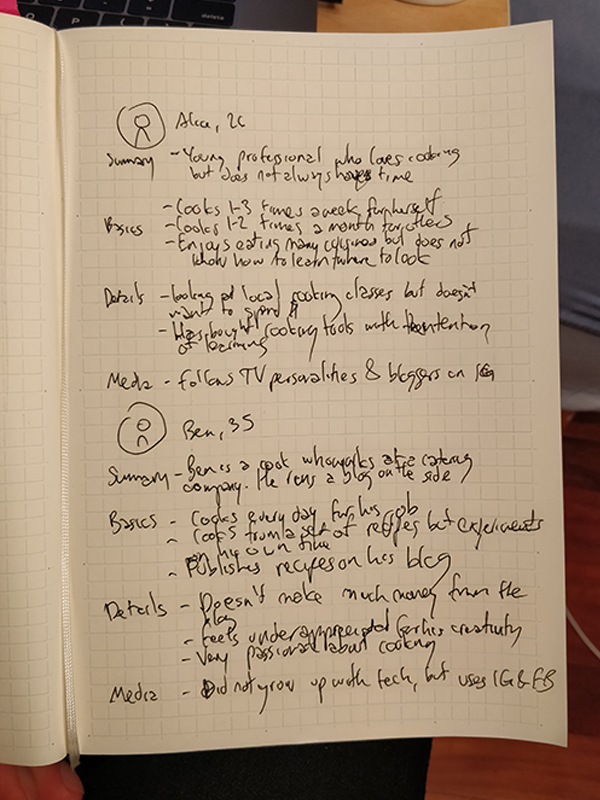 Alice, 26
Summary - Young professional who loves cooking
but does not always have time
Basics - Cooks 1-3 times a week for herself
- Cooks 1-2 times a month for others
- Enjoys eating many cuisines but does not
know how to learn/where to look
Details - looking at local cooking classes but doesn't
want to spend $
- Has bought cooking tools with the intention
of learning
Media - Follows TV personalities & bloggers on IG
Ben, 35
Summary - Ben is a cook who works at a catering
company. He runs a blog on the side
Basics - Cooks every day for his job
- Cooks from a set of recipes but experiments
on his own time
- Publishes recipes on his blog
Details - Doesn't make much money from the
blog
- Feels underappreciated for his creativity
- Very passionate about cooking
Media - Did not grow up with tech, but uses IG & FB